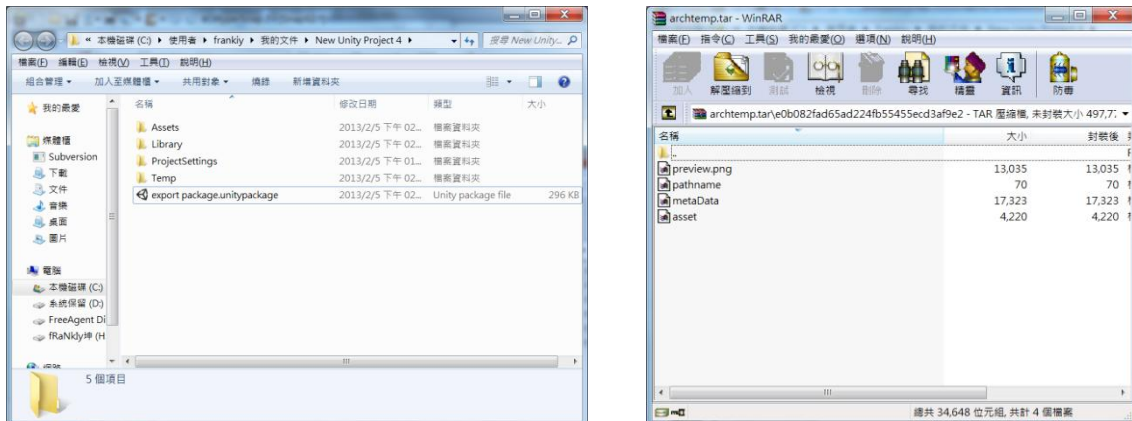 « 本機磁碟 (C:) ▸ 使用者 ▸ frankly ▸ 我的文件 ▸ New Unity Project 4 ▸
搜尋 New Unity...
檔案(F) 編輯(E) 檢視(V) 工具(T) 說明(H)
組合管理 加入至媒體櫃 共用對象 燒錄 新增資料夾
我的最愛
媒體櫃
Subversion
下載
文件
音樂
桌面
圖片
電腦
本機磁碟 (C:)
系統保留 (D:)
FreeAgent Di
fRaNkly坤 (H
網路
名稱 修改日期 類型 大小
Assets 2013/2/5 下午 02... 檔案資料夾
Library 2013/2/5 下午 02... 檔案資料夾
ProjectSettings 2013/2/5 下午 01... 檔案資料夾
Temp 2013/2/5 下午 02... 檔案資料夾
export package.unitypackage 2013/2/5 下午 02... Unity package file 296 KB
5 個項目
archtemp.tar - WinRAR
檔案(F) 指令(C) 工具(S) 我的最愛(O) 選項(N) 說明(H)
加入 解壓縮到 測試 檢視 刪除 尋找 精靈 資訊 防毒
archtemp.tar\e0b082fad65ad224fb55455ecd3af9e2 - TAR 壓縮檔, 未封裝大小 497,7
名稱 大小 封裝後
..
preview.png 13,035 13,035
pathname 70 70
metaData 17,323 17,323
asset 4,220 4,220
總共 34,648 位元組, 共計 4 個檔案